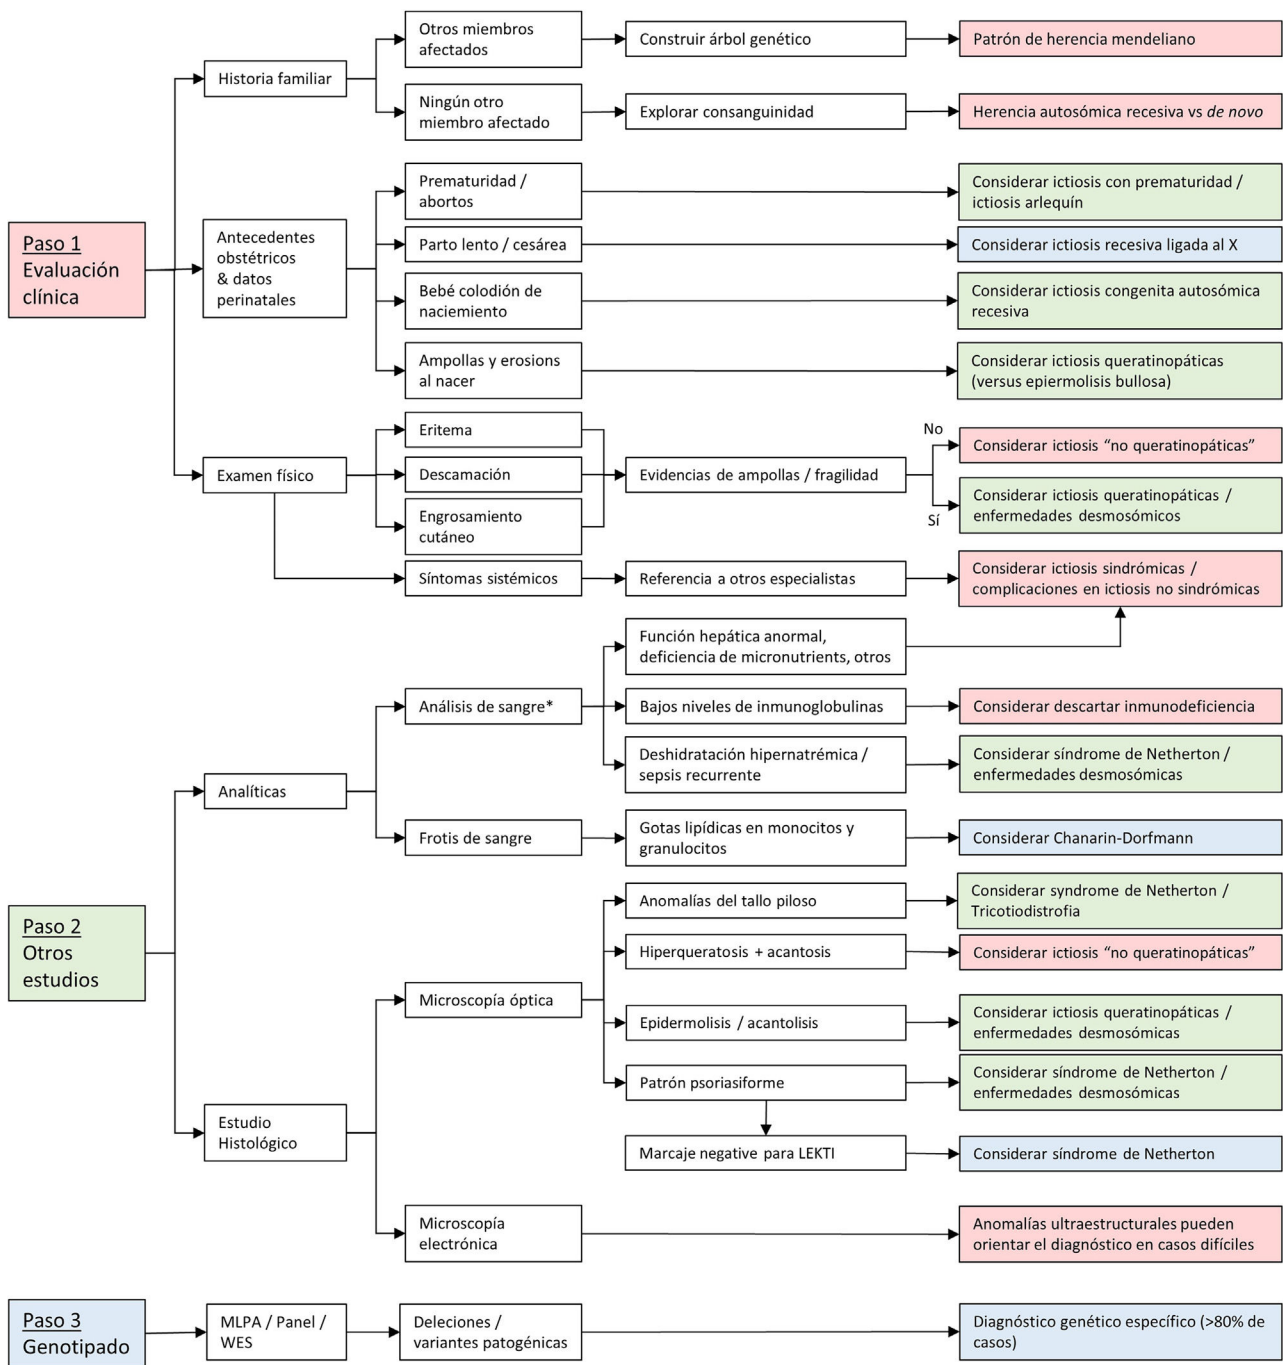 Paso 1
Evaluación
clínica
Historia familiar
Otros miembros
afectados
Construir árbol genético
Patrón de herencia mendeliano
Ningún otro
miembro afectado
Explorar consanguinidad
Herencia autosómica recesiva vs de novo
Antecedentes
obstétricos
& datos
perinatales
Prematuridad /
abortos
Considerar ictiosis con prematuridad /
ictiosis arlequín
Parto lento / cesárea
Considerar ictiosis recesiva ligada al X
Bebé colodión de
naciemiento
Considerar ictiosis congenita autosómica
recesiva
Ampollas y erosions
al nacer
Considerar ictiosis queratinopáticas
(versus epiermolisis bullosa)
Examen físico
Eritema
Descamación
Engrosamiento
cutáneo
Evidencias de ampollas / fragilidad
No
Considerar ictiosis “no queratinopáticas”
Sí
Considerar ictiosis queratinopáticas /
enfermedades desmosómicos
Síntomas sistémicos
Referencia a otros especialistas
Considerar ictiosis sindrómicas /
complicaciones en ictiosis no sindrómicas
Paso 2
Otros
estudios
Analíticas
Análisis de sangre*
Función hepática anormal,
deficiencia de micronutrients, otros
Bajos niveles de inmunoglobulinas
Considerar descartar inmunodeficiencia
Deshidratación hipernatrémica /
sepsis recurrente
Considerar síndrome de Netherton /
enfermedades desmosómicas
Frotis de sangre
Gotas lipídicas en monocitos y
granulocitos
Considerar Chanarin-Dorfmann
Estudio
Histológico
Microscopía óptica
Anomalías del tallo piloso
Considerar syndrome de Netherton /
Tricotiodistrofia
Hiperqueratosis + acantosis
Considerar ictiosis “no queratinopáticas”
Epidermolisis / acantolisis
Considerar ictiosis queratinopáticas /
enfermedades desmosómicas
Patrón psoriasiforme
Considerar síndrome de Netherton /
enfermedades desmosómicas
Marcaje negative para LEKTI
Considerar síndrome de Netherton
Microscopía
electrónica
Anomalías ultraestructurales pueden
orientar el diagnóstico en casos difíciles
Paso 3
Genotipado
MLPA / Panel /
WES
Deleciones /
variantes patogénicas
Diagnóstico genético específico (>80% de
casos)